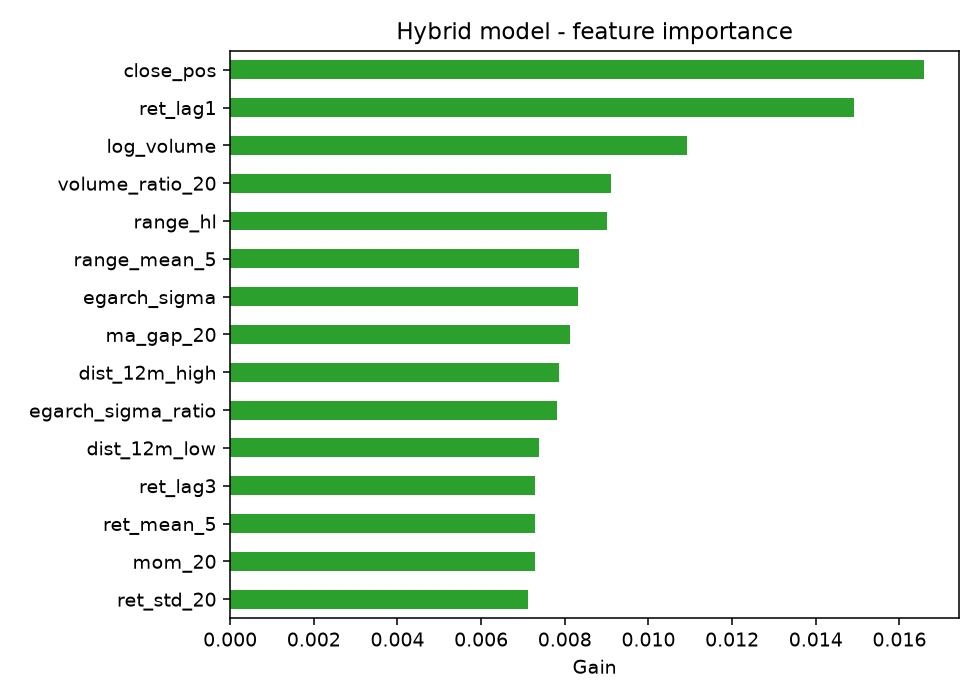 Hybrid model - feature importance
close_pos
ret_lag1
log_volume
volume_ratio_20
range_hl
range_mean_5
egarch_sigma
ma_gap_20
dist_12m_high
egarch_sigma_ratio
dist_12m_low
ret_lag3
ret_mean_5
mom_20
ret_std_20
0.000 0.002 0.004 0.006 0.008 0.010 0.012 0.014 0.016
Gain